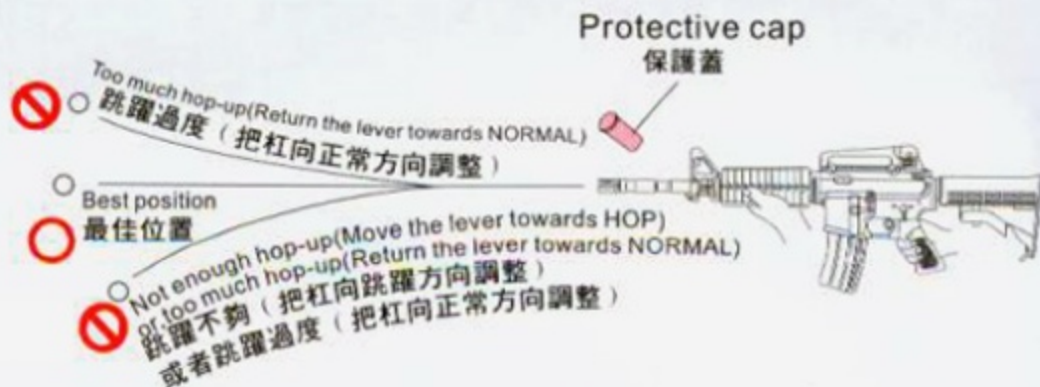 Protective cap
保護蓋
Too much hop-up(Return the lever towards NORMAL)
跳躍過度（把杠向正常方向調整）
Best position
最佳位置
Not enough hop-up(Move the lever towards HOP)
or too much hop-up(Return the lever towards NORMAL)
跳躍不夠（把杠向跳躍方向調整）
或者跳躍過度（把杠向正常方向調整）